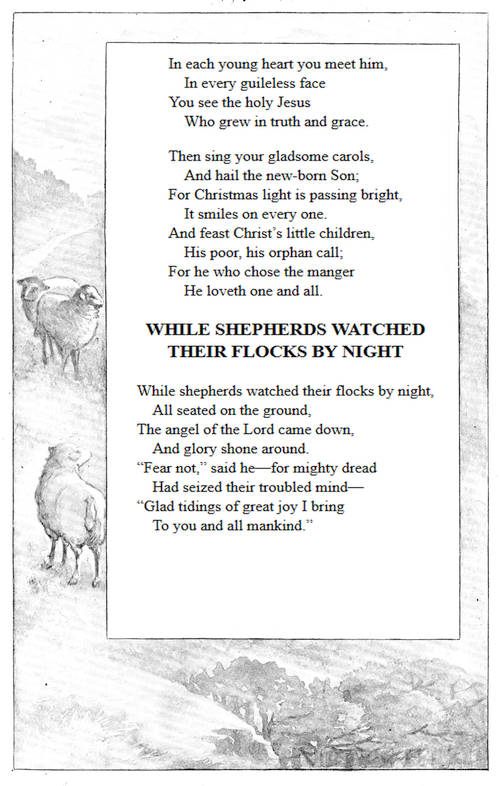 In each young heart you meet him,
In every guileless face
You see the holy Jesus
Who grew in truth and grace.
Then sing your gladsome carols,
And hail the new-born Son;
For Christmas light is passing bright,
It smiles on every one.
And feast Christ’s little children,
His poor, his orphan call;
For he who chose the manger
He loveth one and all.
WHILE SHEPHERDS WATCHED
THEIR FLOCKS BY NIGHT
While shepherds watched their flocks by night,
All seated on the ground,
The angel of the Lord came down,
And glory shone around.
“Fear not,” said he—for mighty dread
Had seized their troubled mind—
“Glad tidings of great joy I bring
To you and all mankind.”